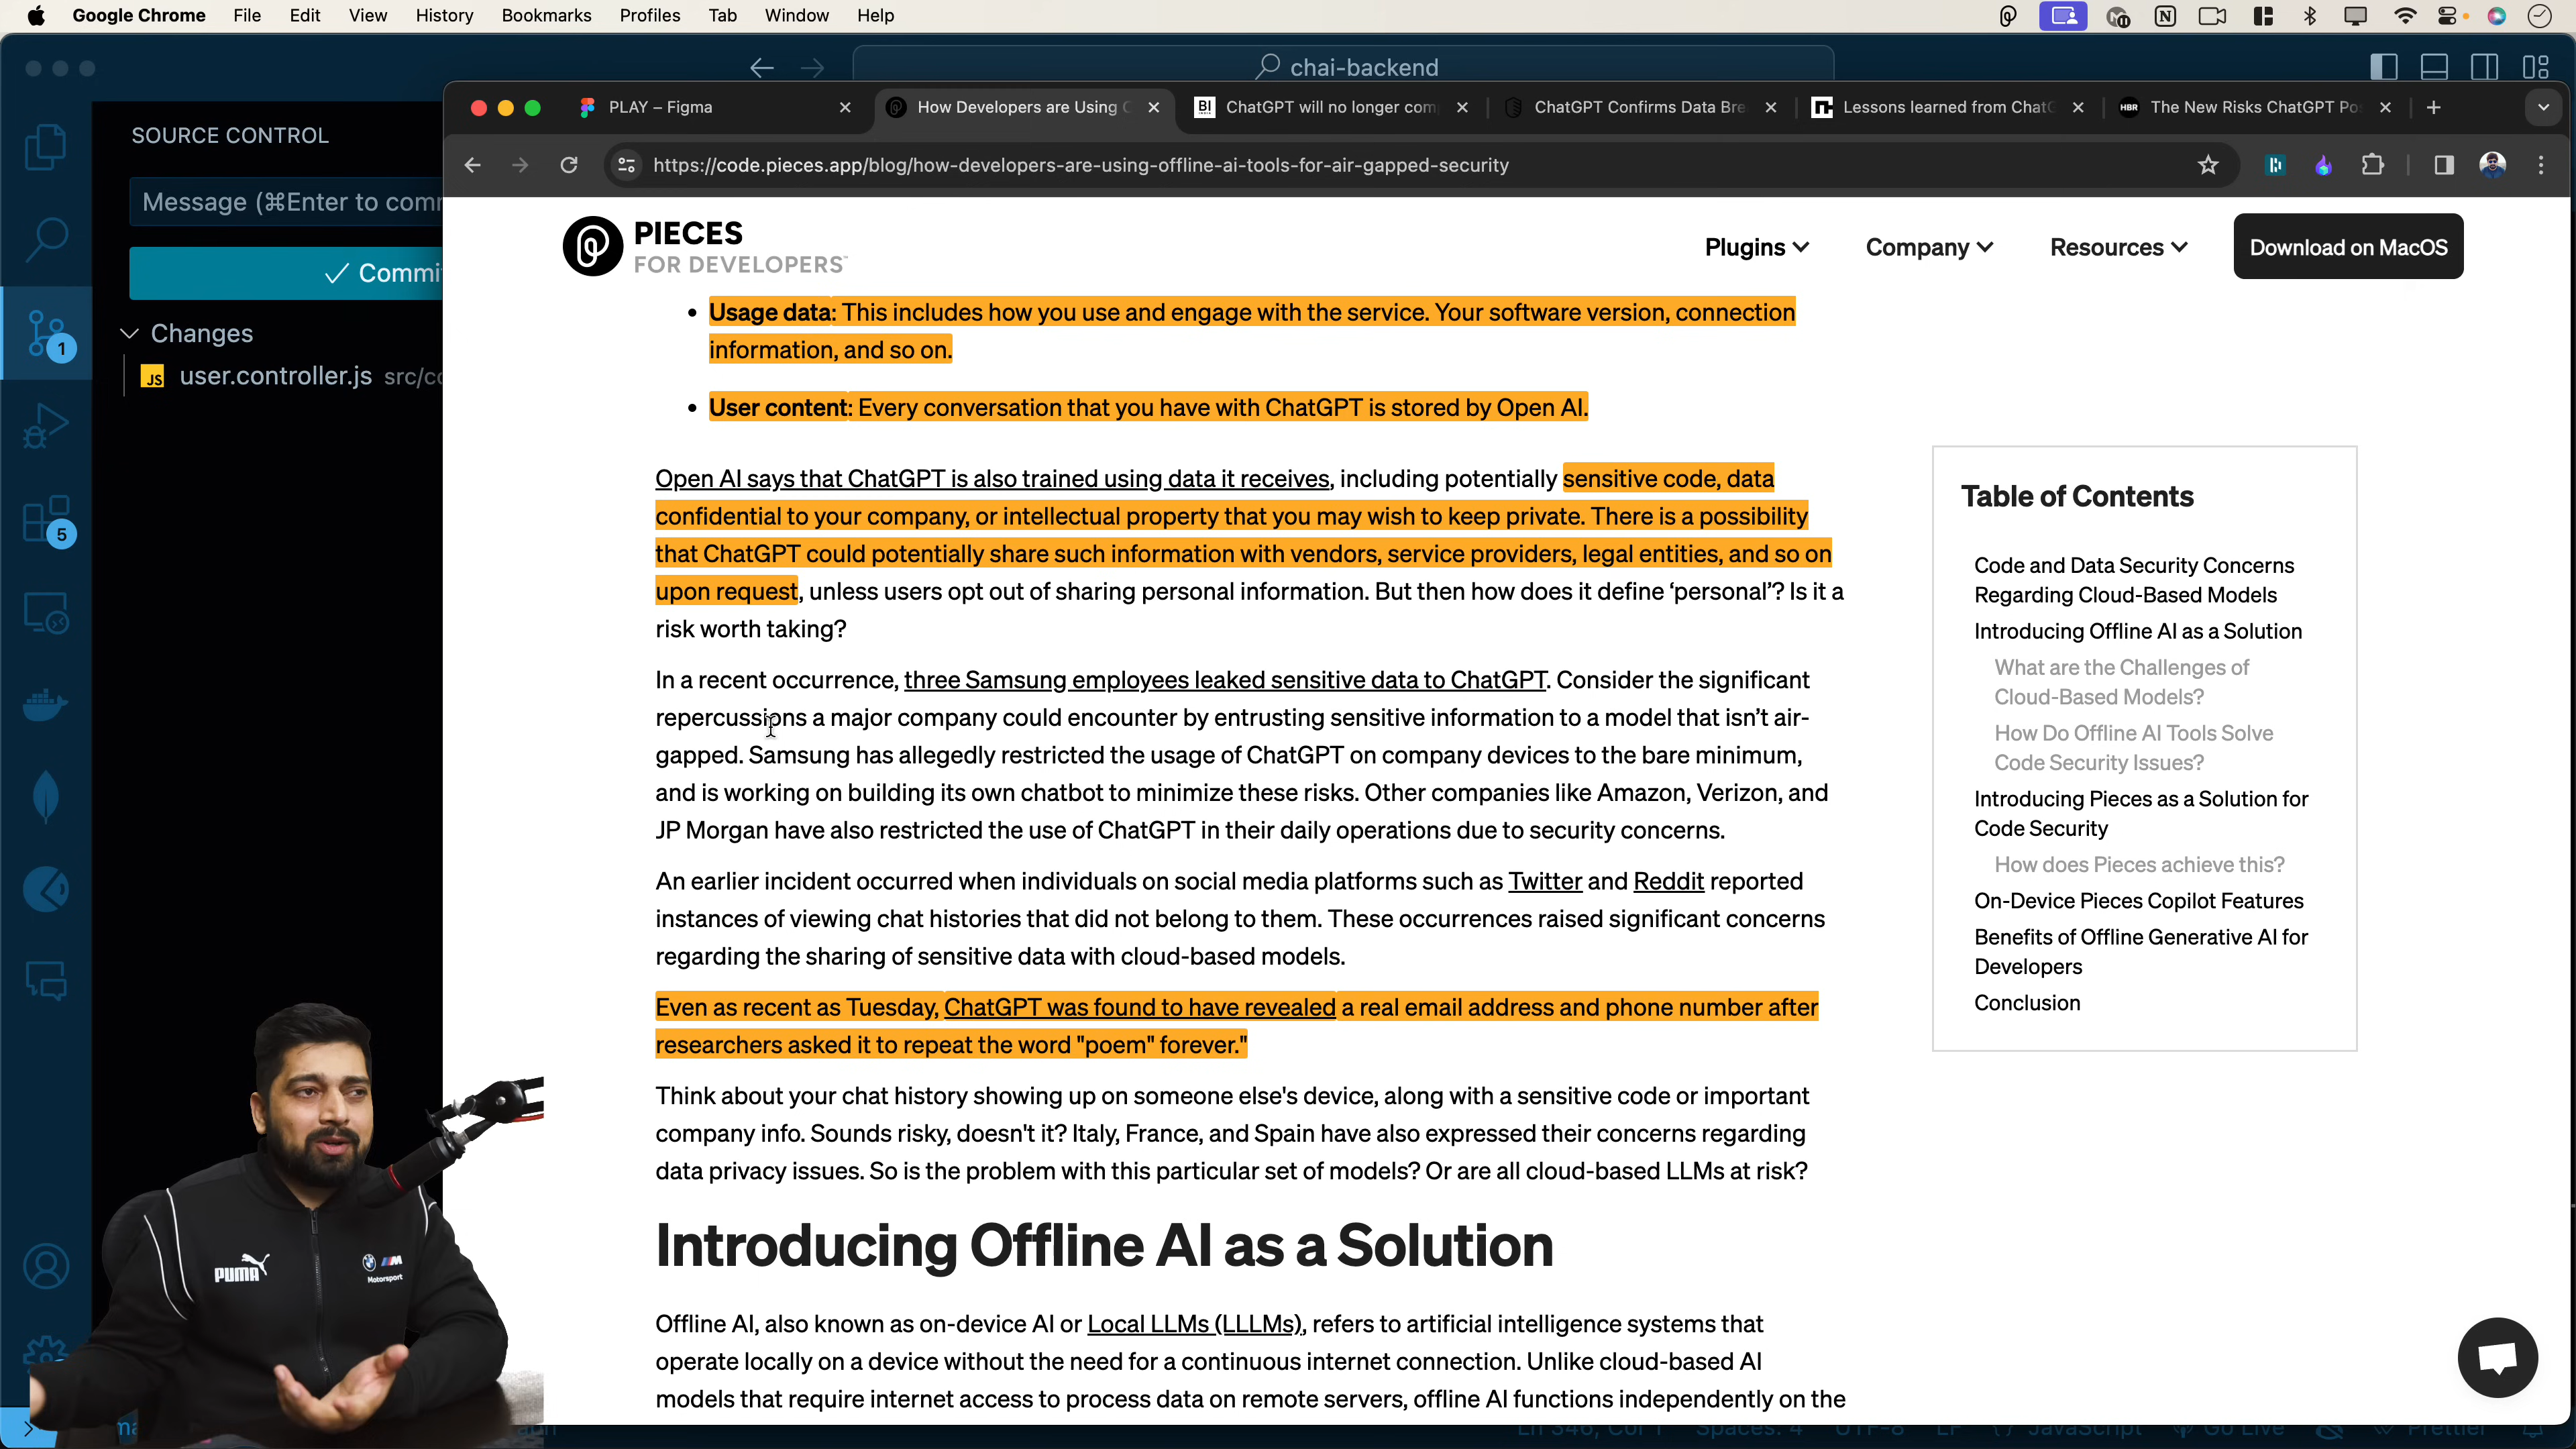 Google Chrome File Edit View History Bookmarks Profiles Tab Window Help
chai-backend
PLAY – Figma
How Developers are Using
ChatGPT will no longer com
ChatGPT Confirms Data Bre
Lessons learned from Chat
HBR The New Risks ChatGPT Po
https://code.pieces.app/blog/how-developers-are-using-offline-ai-tools-for-air-gapped-security
SOURCE CONTROL
Message (⌘Enter to com
Commi
Changes
JS user.controller.js src/co
1
5
PIECES
FOR DEVELOPERS™
Plugins Company Resources Download on MacOS
• Usage data: This includes how you use and engage with the service. Your software version, connection
information, and so on.
• User content: Every conversation that you have with ChatGPT is stored by Open AI.
Open AI says that ChatGPT is also trained using data it receives, including potentially sensitive code, data
confidential to your company, or intellectual property that you may wish to keep private. There is a possibility
that ChatGPT could potentially share such information with vendors, service providers, legal entities, and so on
upon request, unless users opt out of sharing personal information. But then how does it define ‘personal’? Is it a
risk worth taking?
In a recent occurrence, three Samsung employees leaked sensitive data to ChatGPT. Consider the significant
repercussions a major company could encounter by entrusting sensitive information to a model that isn’t air-
gapped. Samsung has allegedly restricted the usage of ChatGPT on company devices to the bare minimum,
and is working on building its own chatbot to minimize these risks. Other companies like Amazon, Verizon, and
JP Morgan have also restricted the use of ChatGPT in their daily operations due to security concerns.
An earlier incident occurred when individuals on social media platforms such as Twitter and Reddit reported
instances of viewing chat histories that did not belong to them. These occurrences raised significant concerns
regarding the sharing of sensitive data with cloud-based models.
Even as recent as Tuesday, ChatGPT was found to have revealed a real email address and phone number after
researchers asked it to repeat the word "poem" forever."
Think about your chat history showing up on someone else's device, along with a sensitive code or important
company info. Sounds risky, doesn't it? Italy, France, and Spain have also expressed their concerns regarding
data privacy issues. So is the problem with this particular set of models? Or are all cloud-based LLMs at risk?
Introducing Offline AI as a Solution
Offline AI, also known as on-device AI or Local LLMs (LLLMs), refers to artificial intelligence systems that
operate locally on a device without the need for a continuous internet connection. Unlike cloud-based AI
models that require internet access to process data on remote servers, offline AI functions independently on the
Table of Contents
Code and Data Security Concerns
Regarding Cloud-Based Models
Introducing Offline AI as a Solution
What are the Challenges of
Cloud-Based Models?
How Do Offline AI Tools Solve
Code Security Issues?
Introducing Pieces as a Solution for
Code Security
How does Pieces achieve this?
On-Device Pieces Copilot Features
Benefits of Offline Generative AI for
Developers
Conclusion
PUMA
Motorsport
Ln 346, Col 1 Spaces: 4 UTF-8 LF JavaScript Go Live Prettier